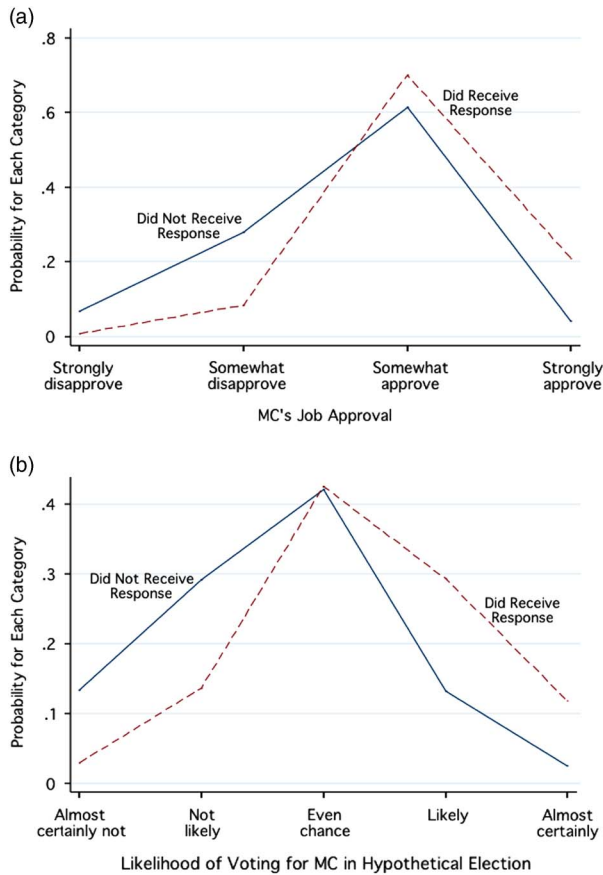 (a)
.8
.6
.4
.2
0
Probability for Each Category
Did Receive
Response
Did Not Receive
Response
Strongly
disapprove
Somewhat
disapprove
Somewhat
approve
Strongly
approve
MC's Job Approval
(b)
.4
.3
.2
.1
0
Probability for Each Category
Did Not Receive
Response
Did Receive
Response
Almost
certainly not
Not
likely
Even
chance
Likely
Almost
certainly
Likelihood of Voting for MC in Hypothetical Election